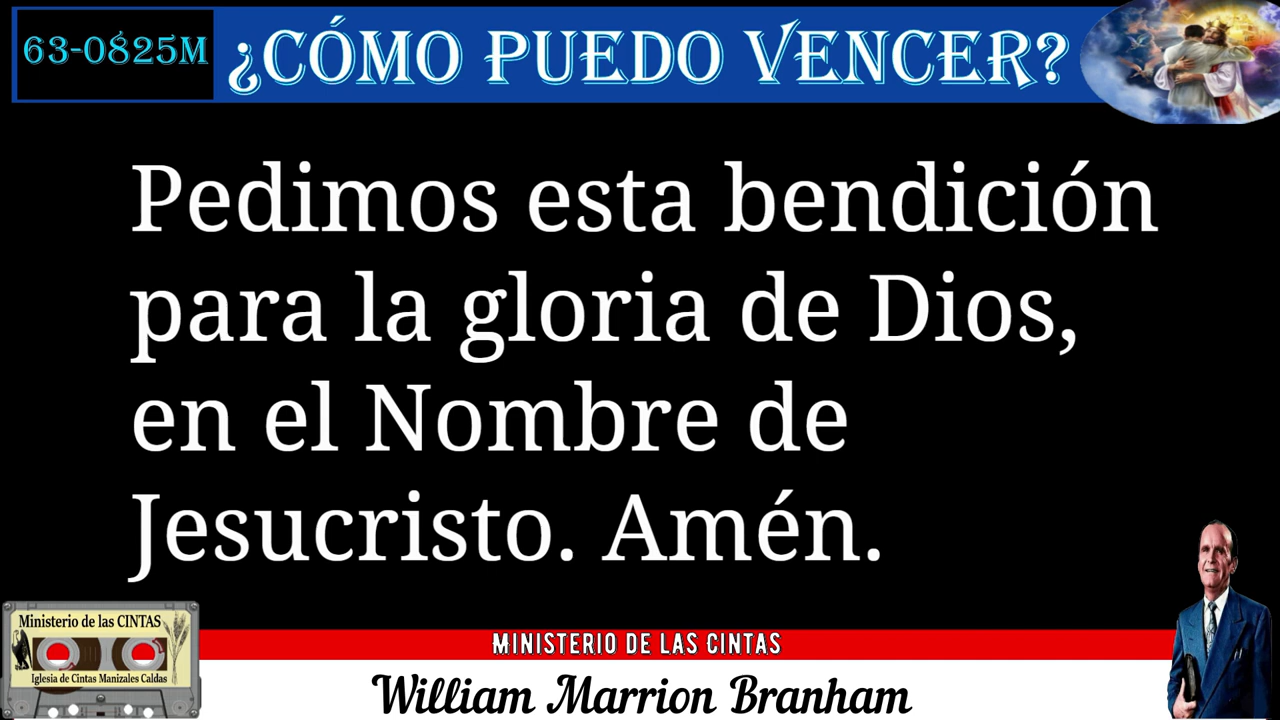 63-0825M
¿CÓMO PUEDO VENCER?
Pedimos esta bendición
para la gloria de Dios,
en el Nombre de
Jesucristo. Amén.
Ministerio de las CINTAS
Iglesia de Cintas Manizales Caldas
MINISTERIO DE LAS CINTAS
William Marrion Branham